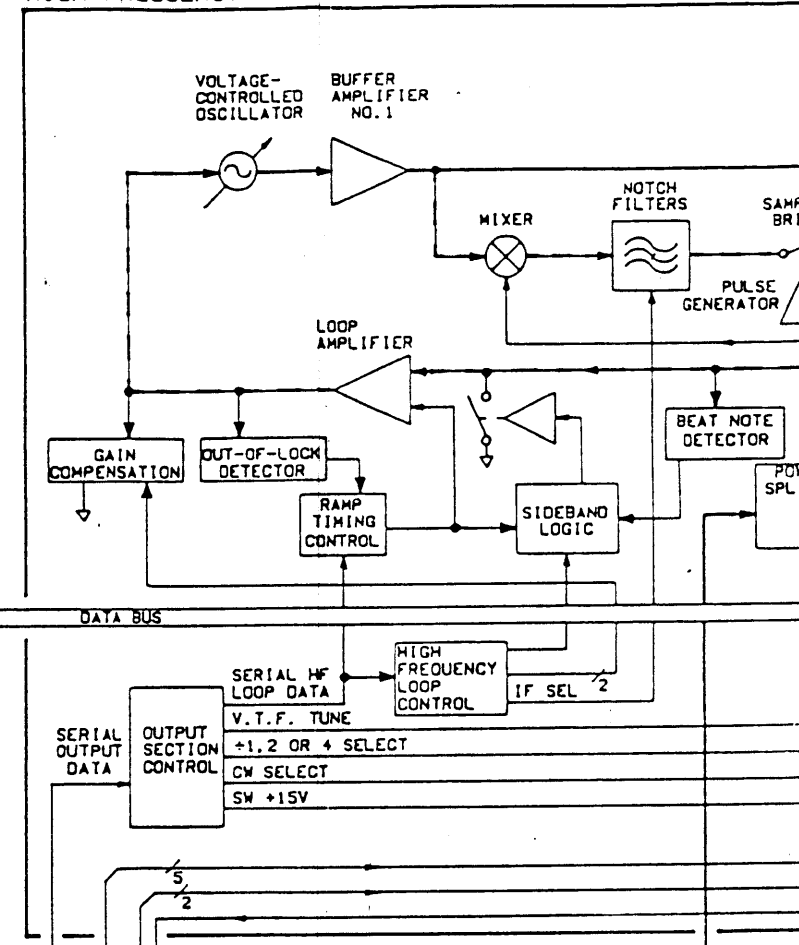 VOLTAGE-
CONTROLLED
OSCILLATOR
BUFFER
AMPLIFIER
NO.1
MIXER
NOTCH
FILTERS
PULSE
GENERATOR
LOOP
AMPLIFIER
BEAT NOTE
DETECTOR
GAIN
COMPENSATION
OUT-OF-LOCK
DETECTOR
RAMP
TIMING
CONTROL
SIDEBAND
LOGIC
SPL
DATA BUS
HIGH
FREQUENCY
LOOP
CONTROL
SERIAL HF
LOOP DATA
IF SEL
2
V.T.F. TUNE
÷1,2 OR 4 SELECT
CW SELECT
SW +15V
SERIAL
OUTPUT
DATA
OUTPUT
SECTION
CONTROL
5
2